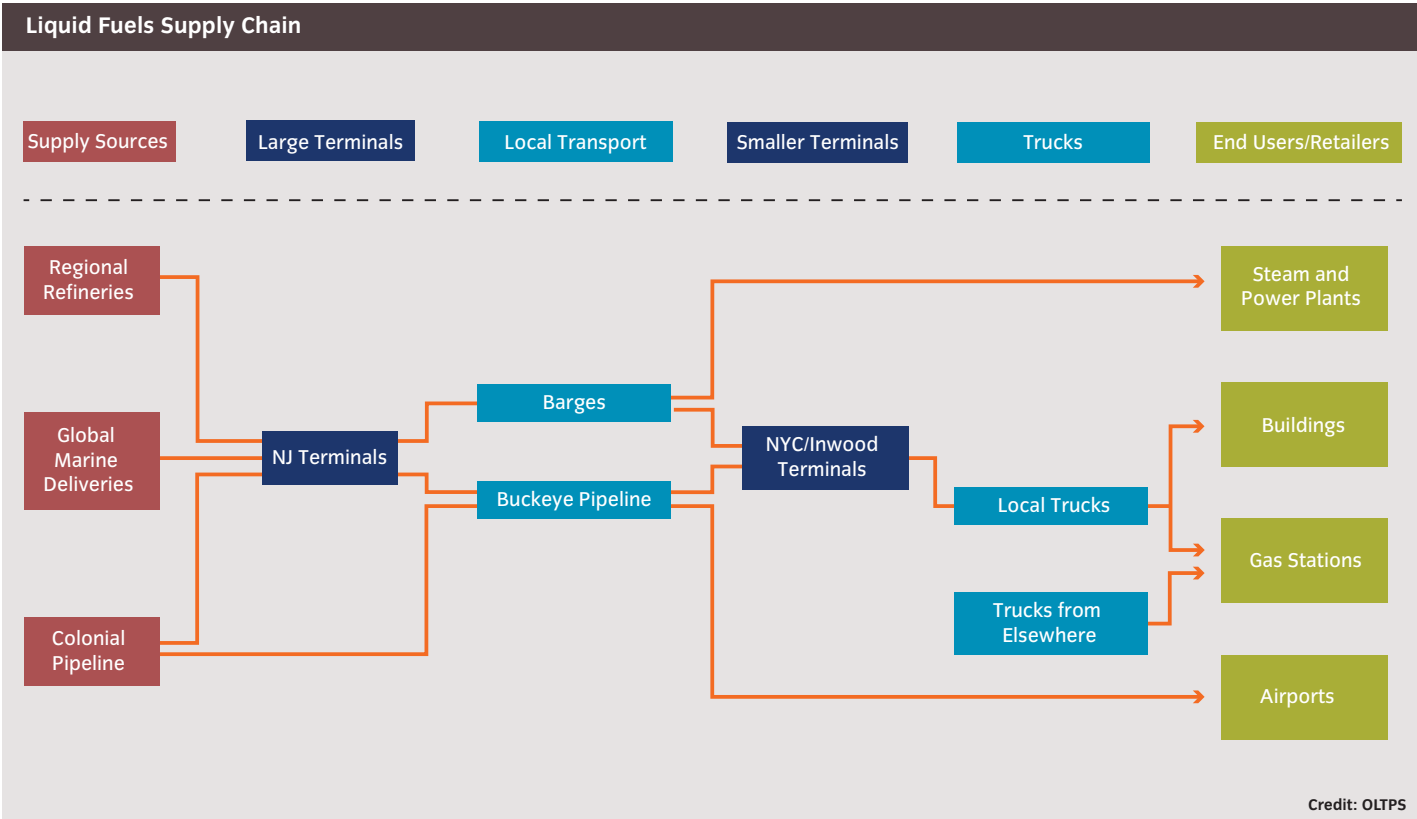 Liquid Fuels Supply Chain
Supply Sources
Large Terminals
Local Transport
Smaller Terminals
Trucks
End Users/Retailers
Regional
Refineries
Global
Marine
Deliveries
Colonial
Pipeline
NJ Terminals
Barges
Buckeye Pipeline
NYC/Inwood
Terminals
Local Trucks
Trucks from
Elsewhere
Steam and
Power Plants
Buildings
Gas Stations
Airports
Credit: OLTPS